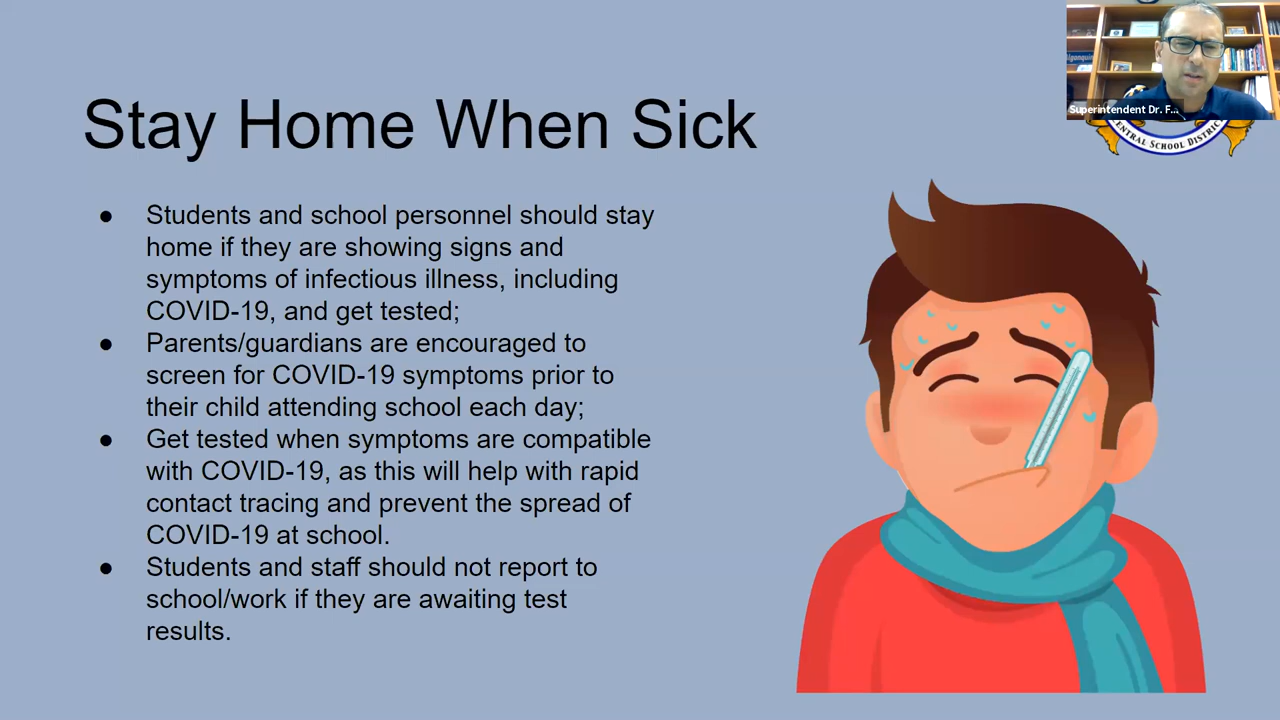 Superintendent Dr. F...
CENTRAL SCHOOL DISTRIC
Stay Home When Sick
● Students and school personnel should stay
home if they are showing signs and
symptoms of infectious illness, including
COVID-19, and get tested;
● Parents/guardians are encouraged to
screen for COVID-19 symptoms prior to
their child attending school each day;
● Get tested when symptoms are compatible
with COVID-19, as this will help with rapid
contact tracing and prevent the spread of
COVID-19 at school.
● Students and staff should not report to
school/work if they are awaiting test
results.